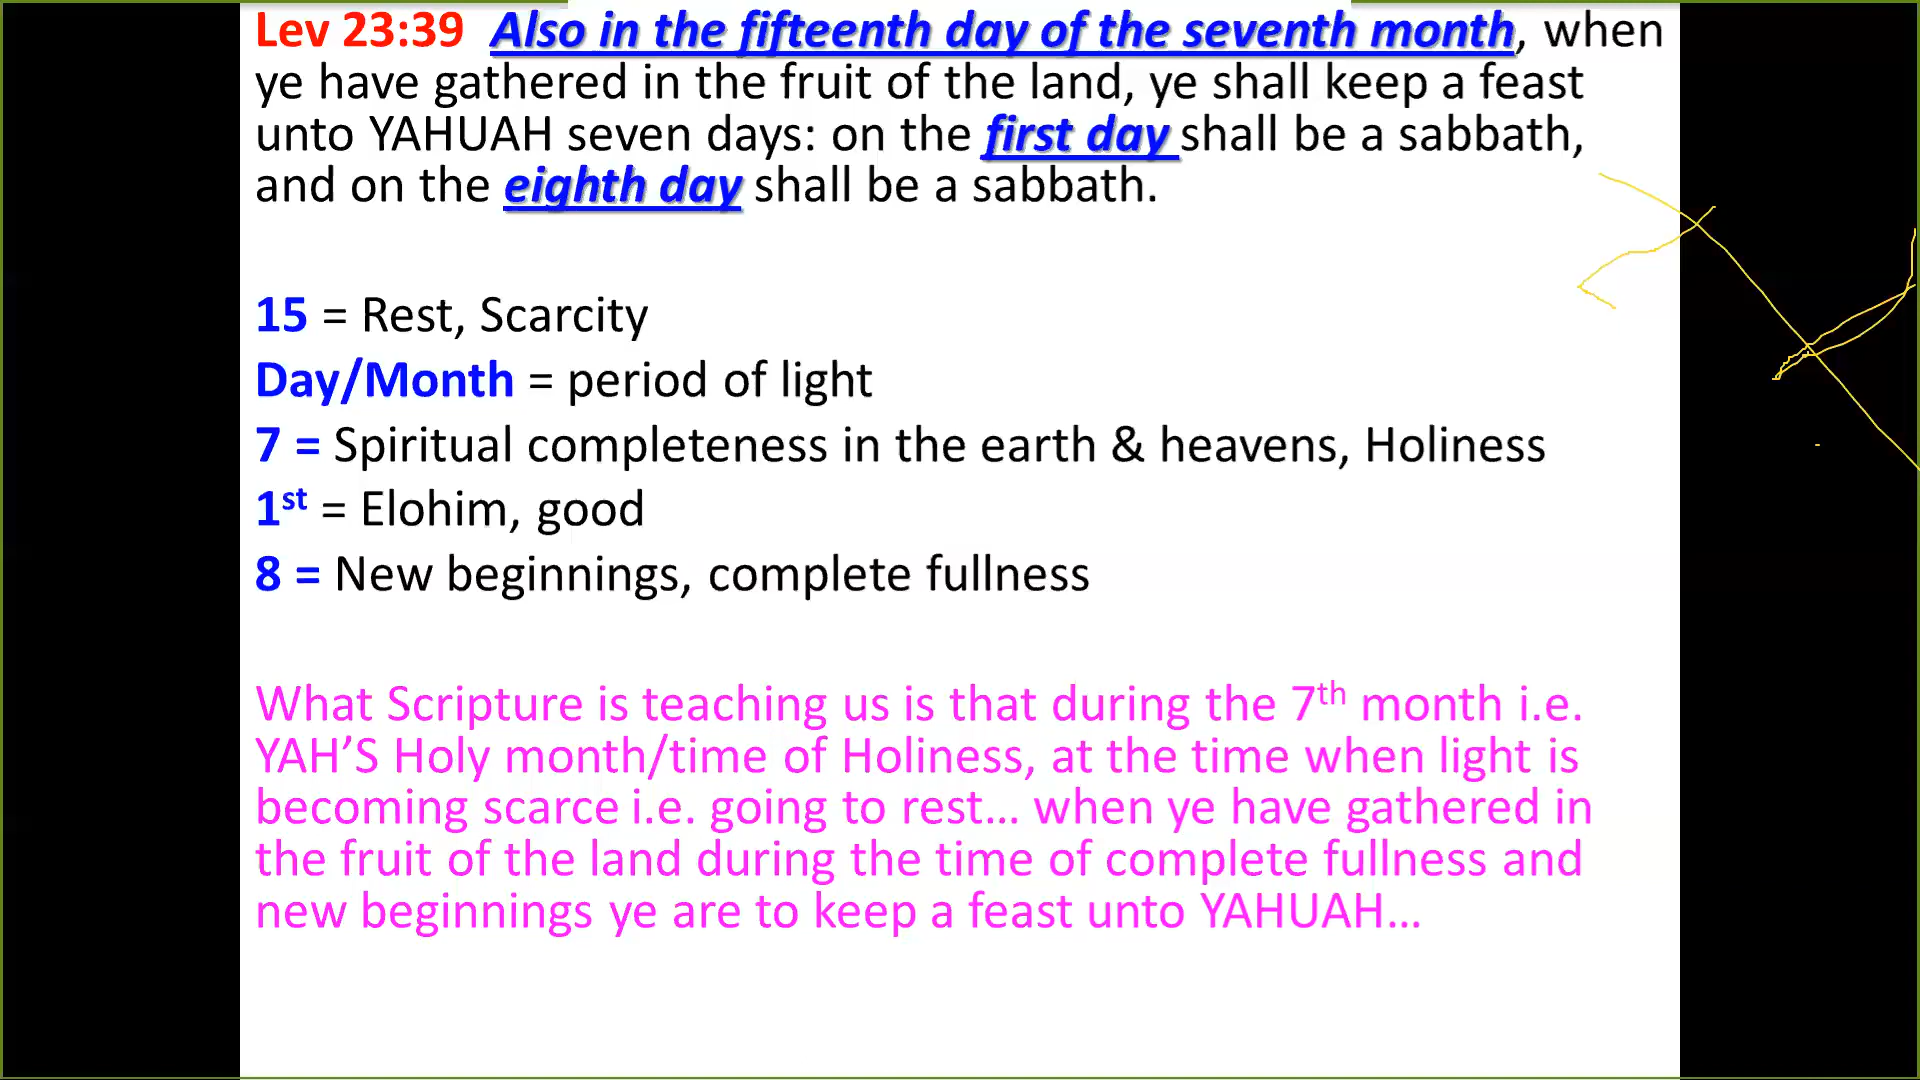 Lev 23:39 Also in the fifteenth day of the seventh month, when
ye have gathered in the fruit of the land, ye shall keep a feast
unto YAHUAH seven days: on the first day shall be a sabbath,
and on the eighth day shall be a sabbath.
15 = Rest, Scarcity
Day/Month = period of light
7 = Spiritual completeness in the earth & heavens, Holiness
1st = Elohim, good
8 = New beginnings, complete fullness
What Scripture is teaching us is that during the 7th month i.e.
YAH’S Holy month/time of Holiness, at the time when light is
becoming scarce i.e. going to rest… when ye have gathered in
the fruit of the land during the time of complete fullness and
new beginnings ye are to keep a feast unto YAHUAH…